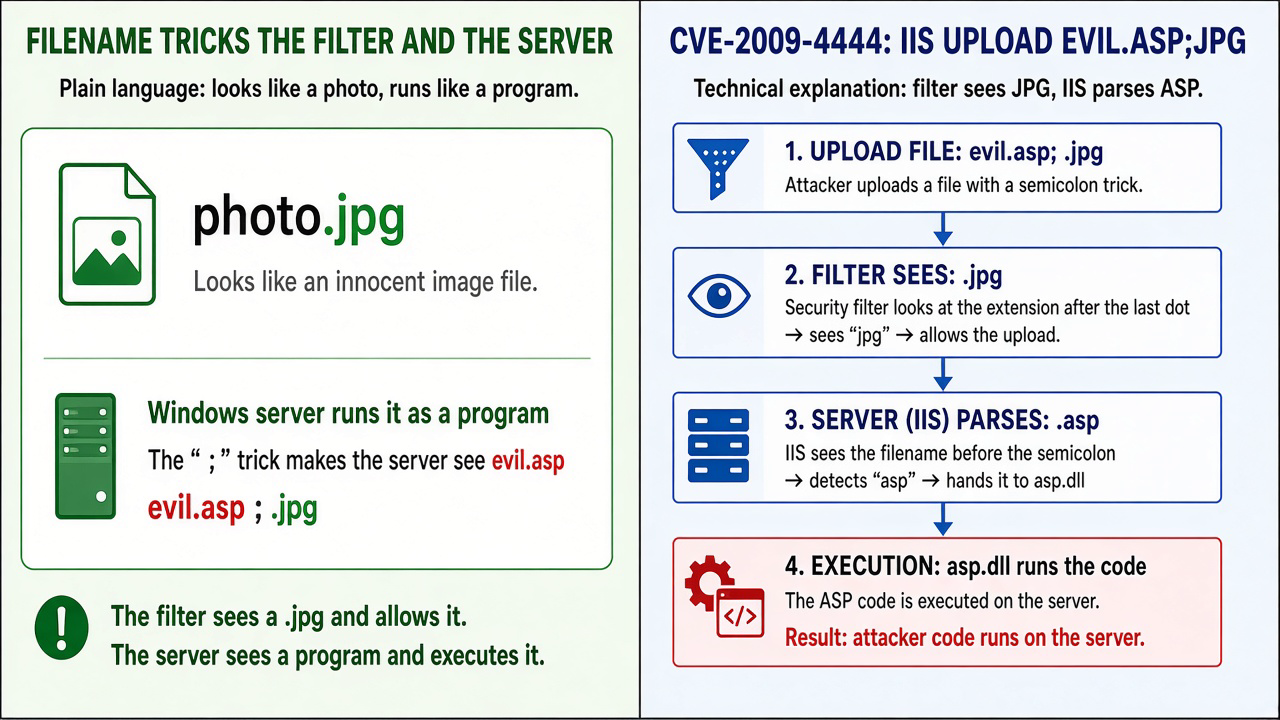 FILENAME TRICKS THE FILTER AND THE SERVER
Plain language: looks like a photo, runs like a program.
photo.jpg
Looks like an innocent image file.
Windows server runs it as a program
The “ ; ” trick makes the server see evil.asp
evil.asp ; .jpg
The filter sees a .jpg and allows it.
The server sees a program and executes it.
CVE-2009-4444: IIS UPLOAD EVIL.ASP;JPG
Technical explanation: filter sees JPG, IIS parses ASP.
1. UPLOAD FILE: evil.asp; .jpg
Attacker uploads a file with a semicolon trick.
2. FILTER SEES: .jpg
Security filter looks at the extension after the last dot
→ sees “jpg” → allows the upload.
3. SERVER (IIS) PARSES: .asp
IIS sees the filename before the semicolon
→ detects “asp” → hands it to asp.dll
4. EXECUTION: asp.dll runs the code
The ASP code is executed on the server.
Result: attacker code runs on the server.